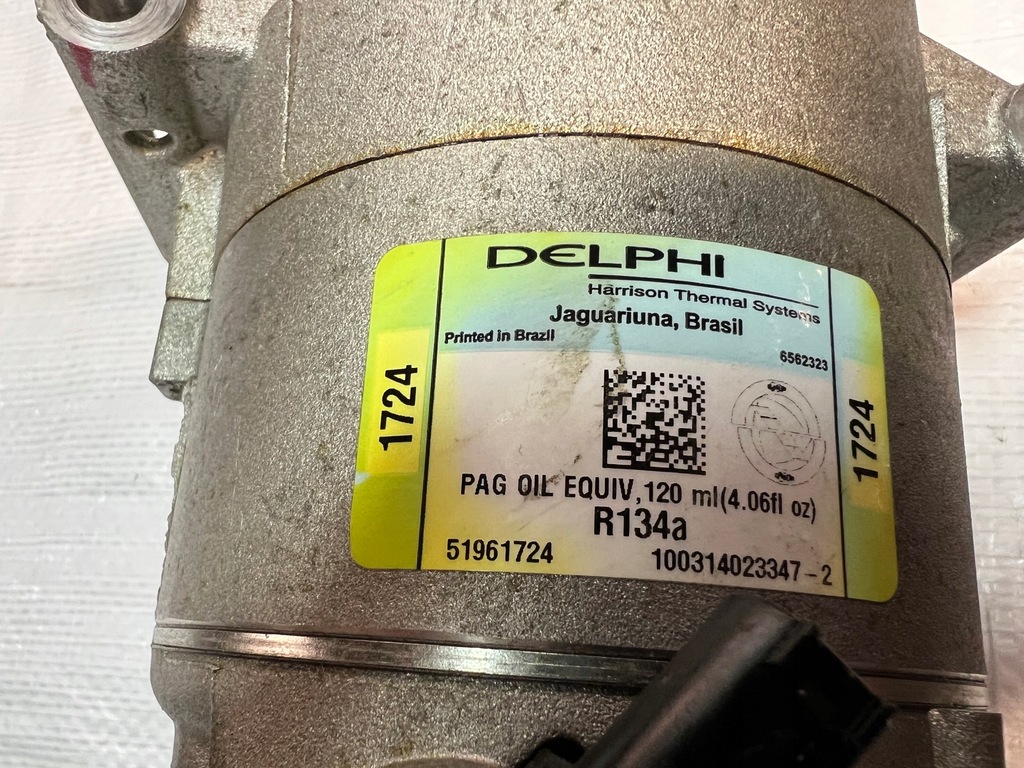 DELPHI
Harrison Thermal Systems
Jaguariuna, Brasil
Printed in Brazil
6562323
1724
1724
PAG OIL EQUIV, 120 ml(4.06fl oz)
R134a
51961724
100314023347-2